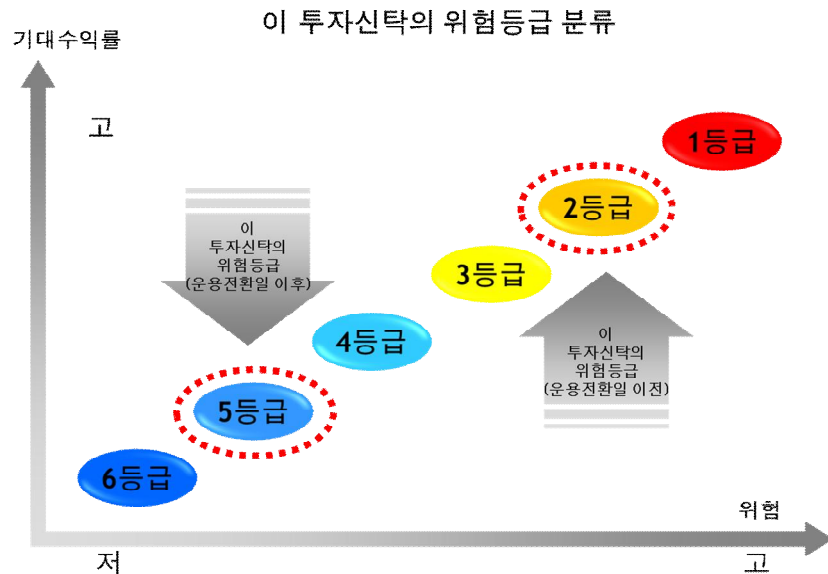 이 투자신탁의 위험등급 분류
기대수익률
고
1등급
2등급
이
투자신탁의
위험등급
(운용전환일 이후)
3등급
4등급
이
투자신탁의
위험등급
(운용전환일 이전)
5등급
6등급
위험
저
고